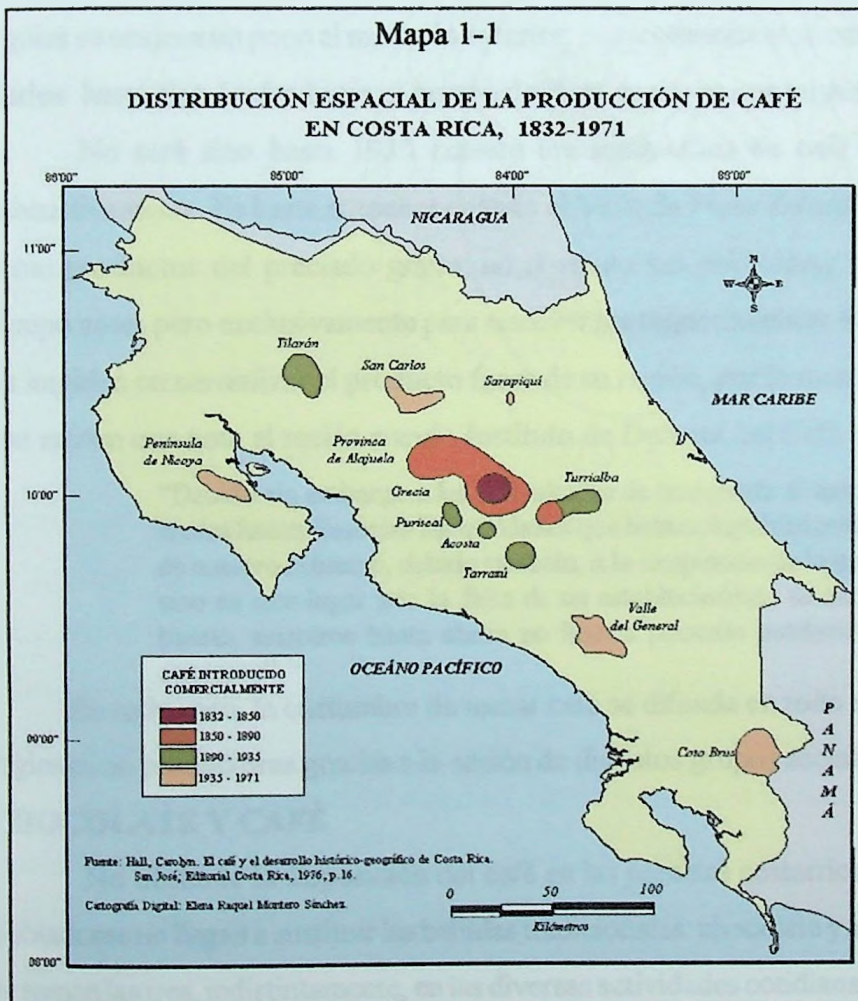 Mapa 1-1
DISTRIBUCIÓN ESPACIAL DE LA PRODUCCIÓN DE CAFÉ
EN COSTA RICA, 1832-1971
86'00"
85'00"
84'00"
11'00"
10'00"
09'00"
08'00"
NICARAGUA
N
W
E
S
MAR CARIBE
Tilarón
San Carlos
Sarapiquí
Península
de Nicoya
Provinca
de Alajuela
Grecia
Turrialba
Puriscal
Acosta
Tarrazú
Valle
del General
OCEÁNO PACÍFICO
Coto Brus
PANAMÁ
CAFÉ INTRODUCIDO
COMERCIALMENTE
1832 - 1850
1850 - 1890
1890 - 1935
1935 - 1971
Fuente: Hall, Carolyn. El café y el desarrollo histórico-geográfico de Costa Rica.
San José; Editorial Costa Rica, 1976, p.16.
Cartografía Digital: Elena Raquel Montero Sánchez.
0 50 100
Kilómetros